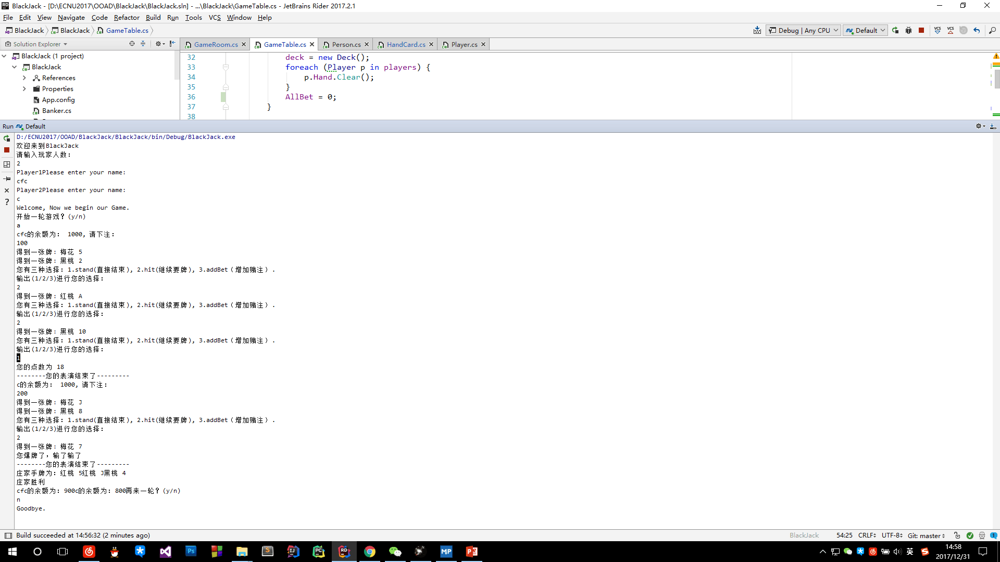 BlackJack - [D:\ECNU2017\OOAD\BlackJack\BlackJack.sln] - ...\BlackJack\GameTable.cs - JetBrains Rider 2017.2.1
File Edit View Navigate Code Refactor Build Run Tools VCS Window Help
BlackJack BlackJack GameTable.cs
Debug | Any CPU Default VCS VCS
Solution Explorer
GameRoom.cs GameTable.cs Person.cs HandCard.cs Player.cs
BlackJack (1 project)
BlackJack
References
Properties
App.config
Banker.cs
32 deck = new Deck();
33 foreach (Player p in players) {
34 p.Hand.Clear();
35 }
36 AllBet = 0;
37 }
38
Run Default
D:/ECNU2017/OOAD/BlackJack/BlackJack/bin/Debug/BlackJack.exe
欢迎来到BlackJack
请输入玩家人数:
2
Player1Please enter your name:
cfc
Player2Please enter your name:
c
Welcome, Now we begin our Game.
开始一轮游戏? (y/n)
a
cfc的余额为: 1000, 请下注:
100
得到一张牌: 梅花 5
得到一张牌: 黑桃 2
您有三种选择: 1.stand(直接结束), 2.hit(继续要牌), 3.addBet（增加赌注）.
输出(1/2/3)进行您的选择:
2
得到一张牌: 红桃 A
您有三种选择: 1.stand(直接结束), 2.hit(继续要牌), 3.addBet（增加赌注）.
输出(1/2/3)进行您的选择:
2
得到一张牌: 黑桃 10
您有三种选择: 1.stand(直接结束), 2.hit(继续要牌), 3.addBet（增加赌注）.
输出(1/2/3)进行您的选择:
1
您的点数为 18
--------您的表演结束了---------
c的余额为: 1000, 请下注:
200
得到一张牌: 梅花 J
得到一张牌: 黑桃 8
您有三种选择: 1.stand(直接结束), 2.hit(继续要牌), 3.addBet（增加赌注）.
输出(1/2/3)进行您的选择:
2
得到一张牌: 梅花 7
您爆牌了，输了输了
--------您的表演结束了---------
庄家手牌为: 红桃 5红桃 J黑桃 4
庄家胜利
cfc的余额为: 900c的余额为: 800再来一轮? (y/n)
n
Goodbye.
Build succeeded at 14:56:32 (2 minutes ago)
BlackJack 54:25 CRLF UTF-8 Git: master
英
14:58
2017/12/31